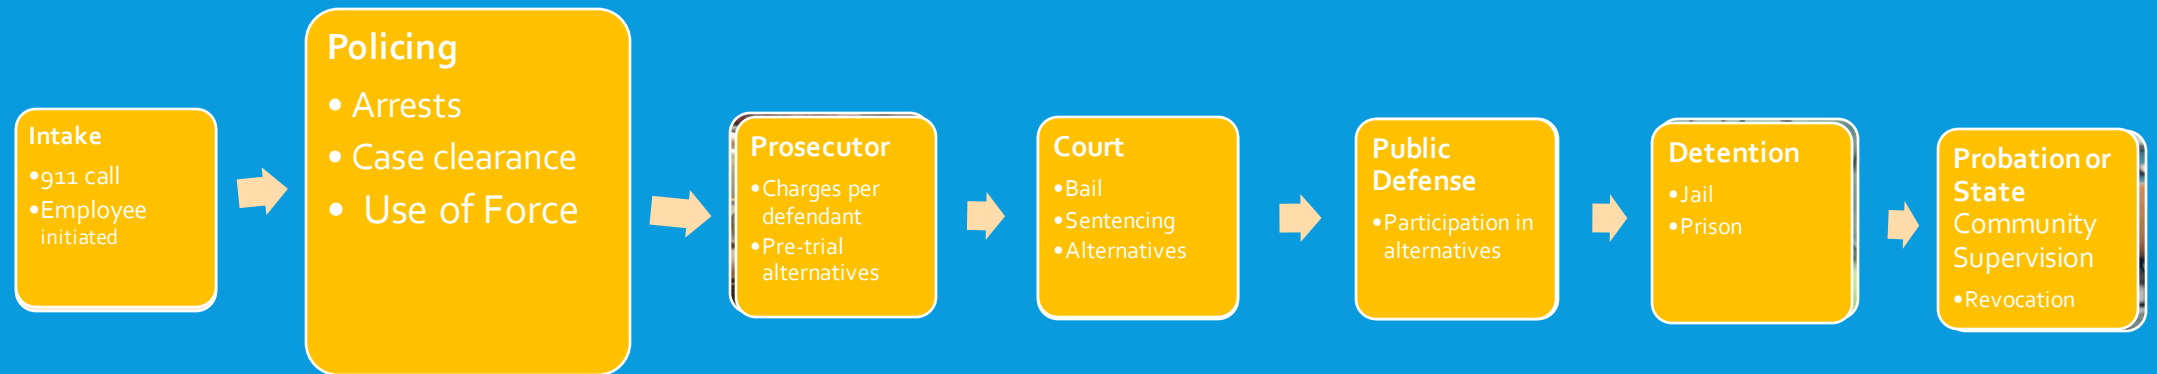 Intake
•911 call
•Employee
initiated
Policing
• Arrests
• Case clearance
• Use of Force
Prosecutor
•Charges per
defendant
•Pre-trial
alternatives
Court
•Bail
•Sentencing
•Alternatives
Public
Defense
•Participation in
alternatives
Detention
•Jail
•Prison
Probation or
State
Community
Supervision
•Revocation